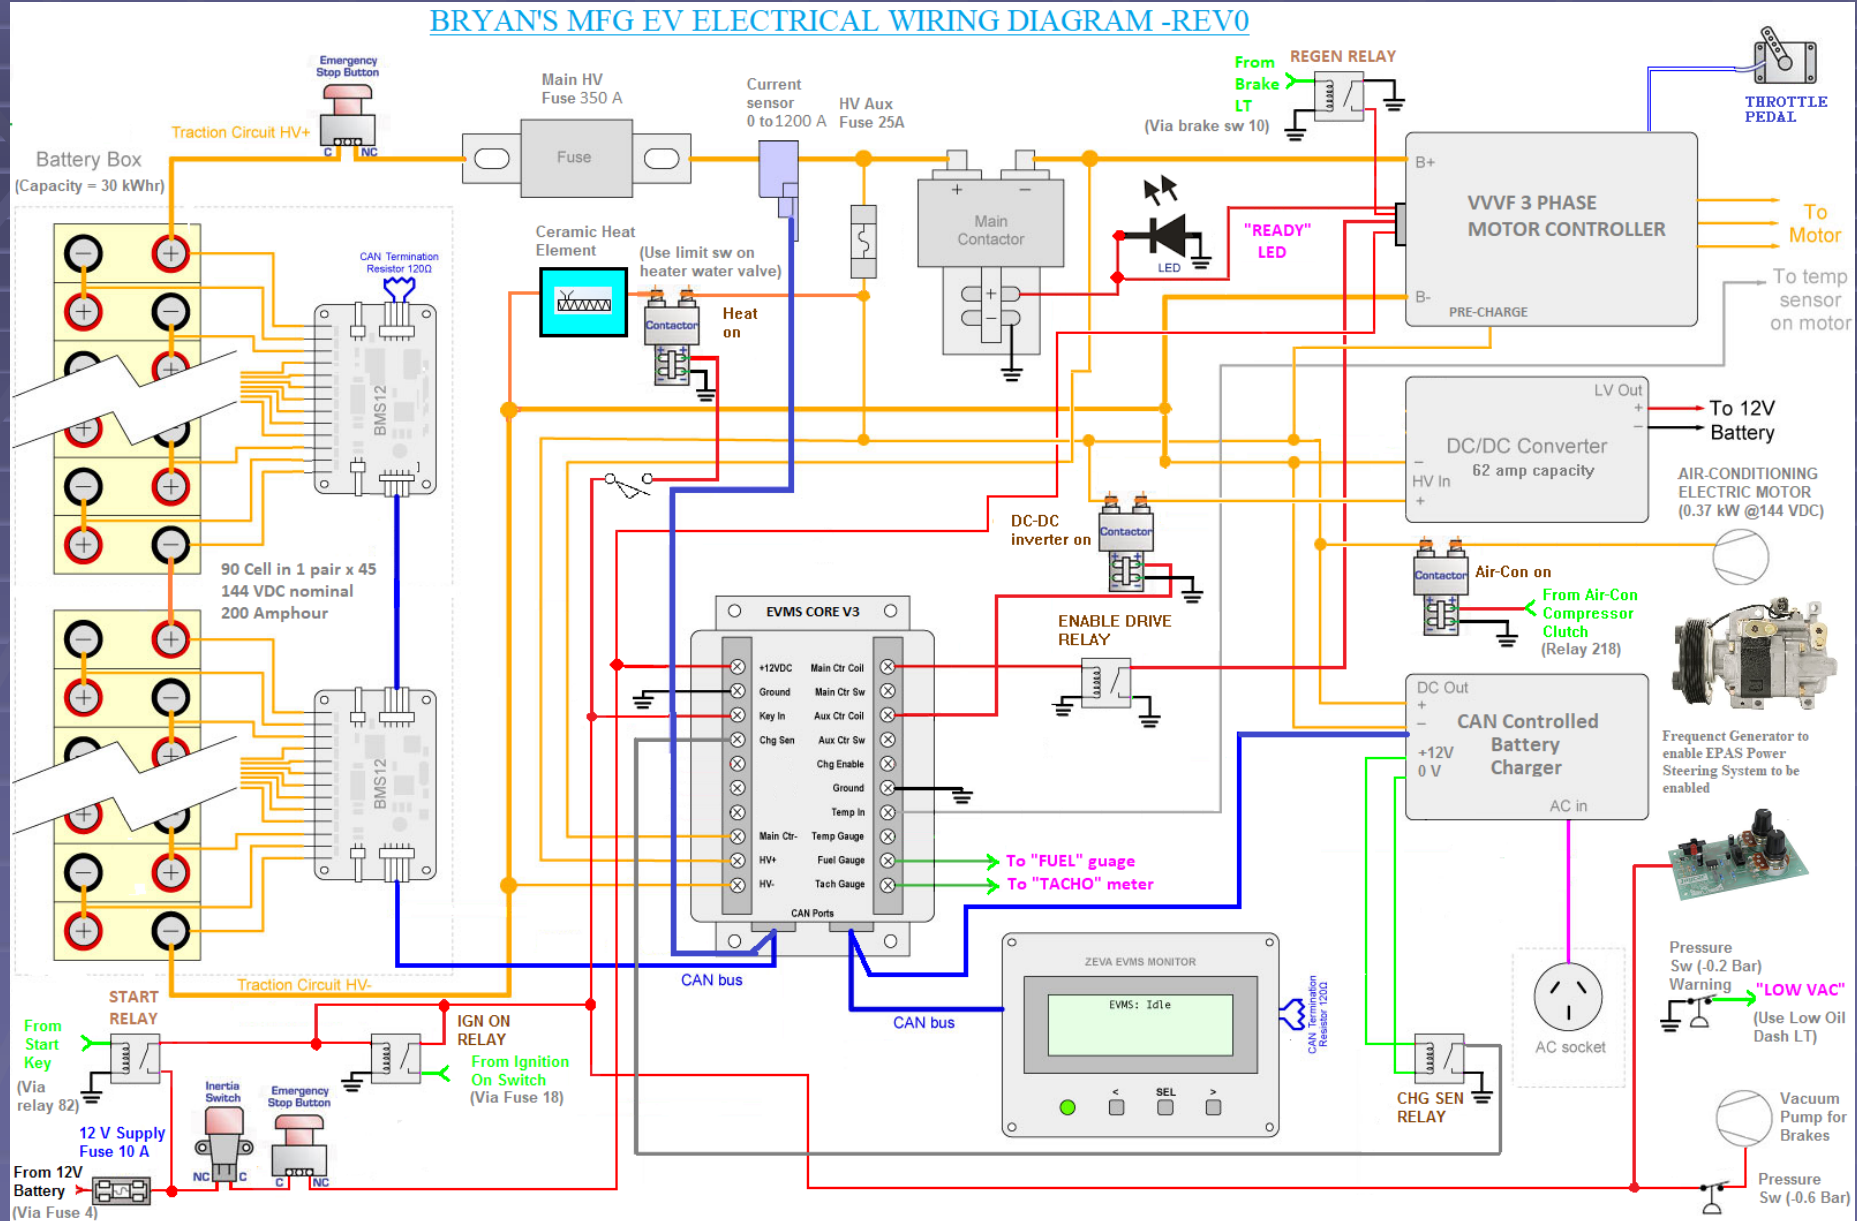 BRYAN'S MFG EV ELECTRICAL WIRING DIAGRAM -REV0
Emergency
Stop Button
C
NC
Traction Circuit HV+
Battery Box
(Capacity = 30 kWhr)
Main HV
Fuse 350 A
Fuse
Current
sensor
0 to 1200 A
HV Aux
Fuse 25A
From
Brake
LT
REGEN RELAY
(Via brake sw 10)
THROTTLE
PEDAL
B+
VVVF 3 PHASE
MOTOR CONTROLLER
B-
PRE-CHARGE
To
Motor
To temp
sensor
on motor
+
−
Main
Contactor
+
−
"READY"
LED
LED
Ceramic Heat
Element
(Use limit sw on
heater water valve)
Contactor
Heat
on
CAN Termination
Resistor 120Ω
BMS12
90 Cell in 1 pair x 45
144 VDC nominal
200 Amphour
BMS12
LV Out
+
−
To 12V
Battery
DC/DC Converter
62 amp capacity
−
HV In
+
AIR-CONDITIONING
ELECTRIC MOTOR
(0.37 kW @144 VDC)
DC-DC
inverter on
Contactor
Contactor
Air-Con on
From Air-Con
Compressor
Clutch
(Relay 218)
ENABLE DRIVE
RELAY
EVMS CORE V3
+12VDC
Main Ctr Coil
Ground
Main Ctr Sw
Key In
Aux Ctr Coil
Chg Sen
Aux Ctr Sw
Chg Enable
Ground
Temp In
Main Ctr-
Temp Gauge
HV+
Fuel Gauge
HV-
Tach Gauge
CAN Ports
To "FUEL" guage
To "TACHO" meter
DC Out
+
−
CAN Controlled
Battery
Charger
+12V
0 V
AC in
Frequenct Generator to
enable EPAS Power
Steering System to be
enabled
Traction Circuit HV-
CAN bus
CAN bus
ZEVA EVMS MONITOR
EVMS: Idle
<
SEL
>
CAN Termination
Resistor 120Ω
AC socket
Pressure
Sw (-0.2 Bar)
Warning
"LOW VAC"
(Use Low Oil
Dash LT)
START
RELAY
From
Start
Key
(Via
relay 82)
IGN ON
RELAY
From Ignition
On Switch
(Via Fuse 18)
Inertia
Switch
NC
C
Emergency
Stop Button
C
NC
12 V Supply
Fuse 10 A
From 12V
Battery
(Via Fuse 4)
CHG SEN
RELAY
Vacuum
Pump for
Brakes
Pressure
Sw (-0.6 Bar)